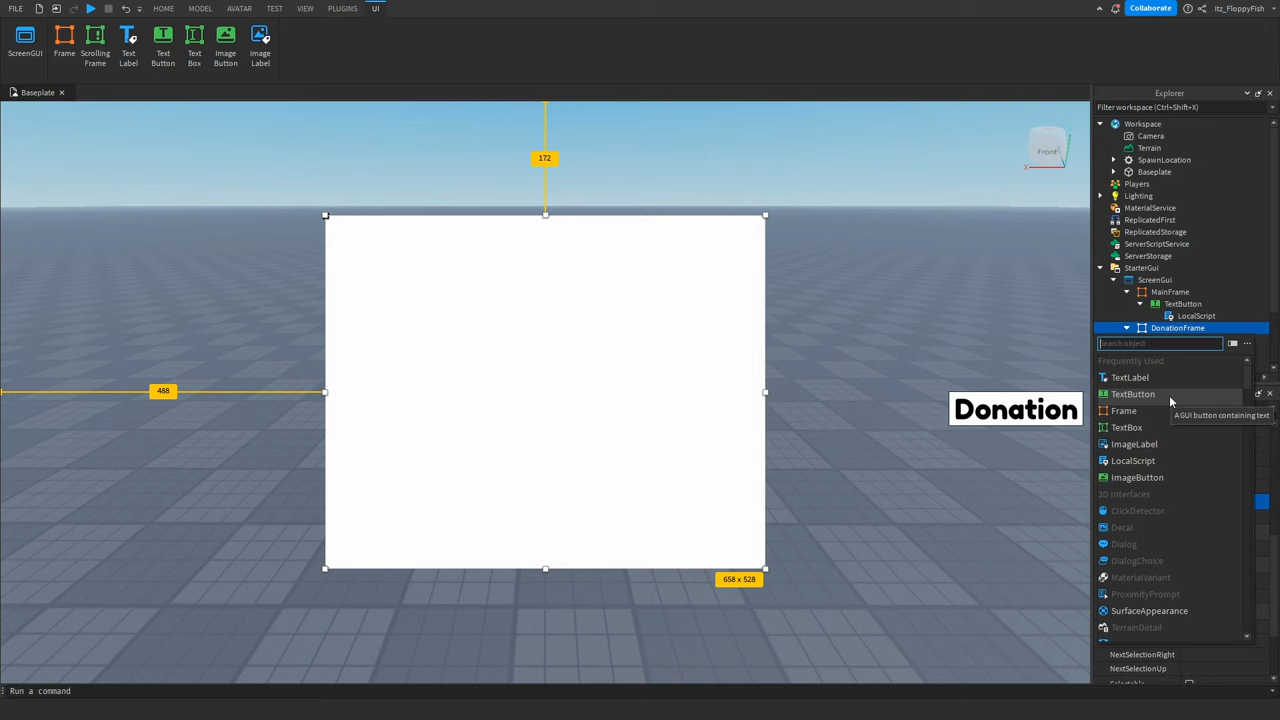 FILE
HOME
MODEL
AVATAR
TEST
VIEW
PLUGINS
UI
Collaborate
Itz_FloppyFish
ScreenGUI
Frame
Scrolling
Frame
Text
Label
Text
Button
Text
Box
Image
Button
Image
Label
Baseplate
Explorer
Filter workspace (Ctrl+Shift+X)
Workspace
Camera
Terrain
SpawnLocation
Baseplate
Players
Lighting
MaterialService
ReplicatedFirst
ReplicatedStorage
ServerScriptService
ServerStorage
StarterGui
ScreenGui
MainFrame
TextButton
LocalScript
DonationFrame
Search object
Frequently Used
TextLabel
TextButton
A GUI button containing text
Frame
TextBox
ImageLabel
LocalScript
ImageButton
3D Interfaces
ClickDetector
Decal
Dialog
DialogChoice
MaterialVariant
ProximityPrompt
SurfaceAppearance
TerrainDetail
NextSelectionRight
NextSelectionUp
172
Front
X
488
Donation
658 x 528
Run a command